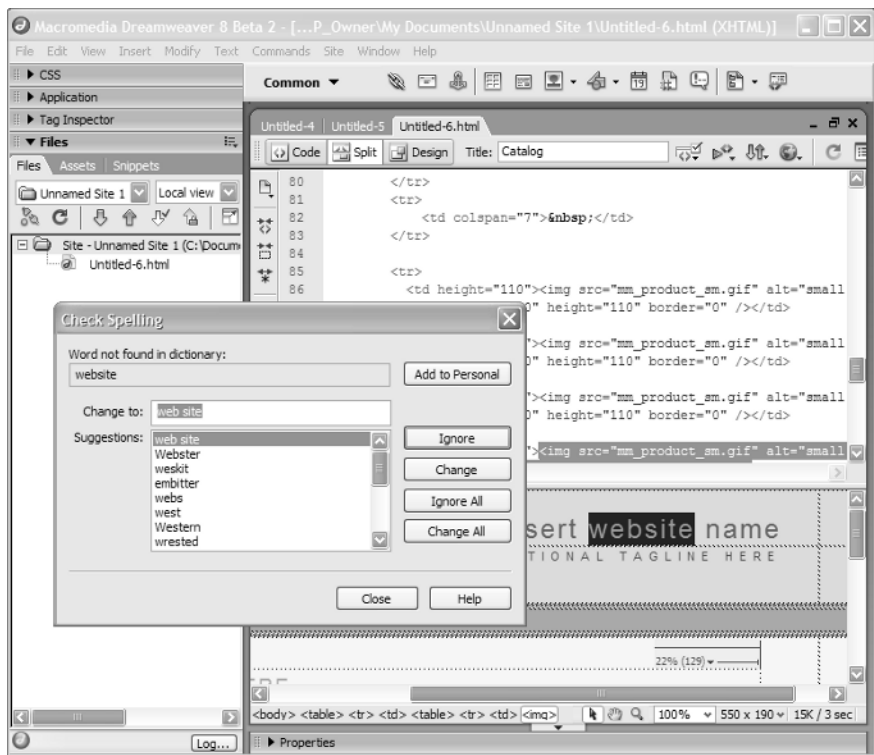 Macromedia Dreamweaver 8 Beta 2 - [...P_Owner\My Documents\Unnamed Site 1\Untitled-6.html (XHTML)]
File Edit View Insert Modify Text Commands Site Window Help
CSS
Application
Tag Inspector
Files
Files Assets Snippets
Unnamed Site 1 Local view
Site - Unnamed Site 1 (C:\Docum
Untitled-6.html
Common
Untitled-4 Untitled-5 Untitled-6.html
Code Split Design Title: Catalog
80 </tr>
81 <tr>
82 <td colspan="7">&nbsp;</td>
83 </tr>
84
85 <tr>
86 <td height="110"><img src="mm_product_sm.gif" alt="small
0" height="110" border="0" /></td>
"><img src="mm_product_sm.gif" alt="small
0" height="110" border="0" /></td>
"><img src="mm_product_sm.gif" alt="small
0" height="110" border="0" /></td>
"><img src="mm_product_sm.gif" alt="small
Check Spelling
Word not found in dictionary:
website Add to Personal
Change to: web site
Suggestions: web site
Webster
weskit
embitter
webs
west
Western
wrested
Ignore
Change
Ignore All
Change All
Close Help
sert website name
TIONAL TAGLINE HERE
22% (129)
<body> <table> <tr> <td> <table> <tr> <td> <img> 100% 550 x 190 15K / 3 sec
Log...
Properties